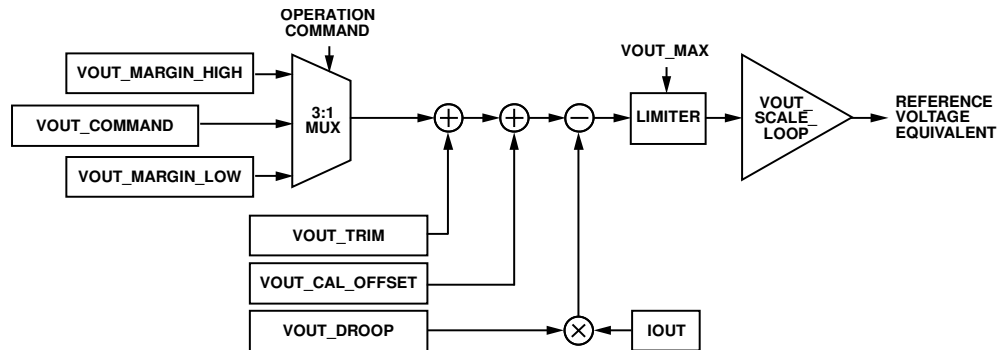 OPERATION
COMMAND
VOUT_MARGIN_HIGH
VOUT_COMMAND
VOUT_MARGIN_LOW
3:1
MUX
+
+
−
VOUT_MAX
LIMITER
VOUT_
SCALE_
LOOP
REFERENCE
VOLTAGE
EQUIVALENT
VOUT_TRIM
VOUT_CAL_OFFSET
VOUT_DROOP
×
IOUT